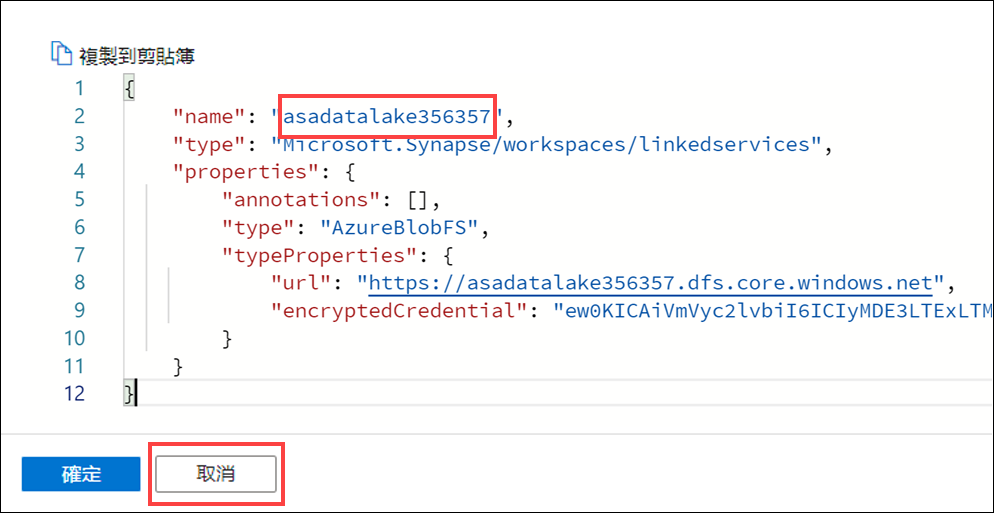 複製到剪貼簿
1 {
2 "name": "asadatalake356357",
3 "type": "Microsoft.Synapse/workspaces/linkedservices",
4 "properties": {
5 "annotations": [],
6 "type": "AzureBlobFS",
7 "typeProperties": {
8 "url": "https://asadatalake356357.dfs.core.windows.net",
9 "encryptedCredential": "ew0KICAiVmVyc2lvbiI6ICIyMDE3LTExLTM
10 }
11 }
12 }
確定 取消